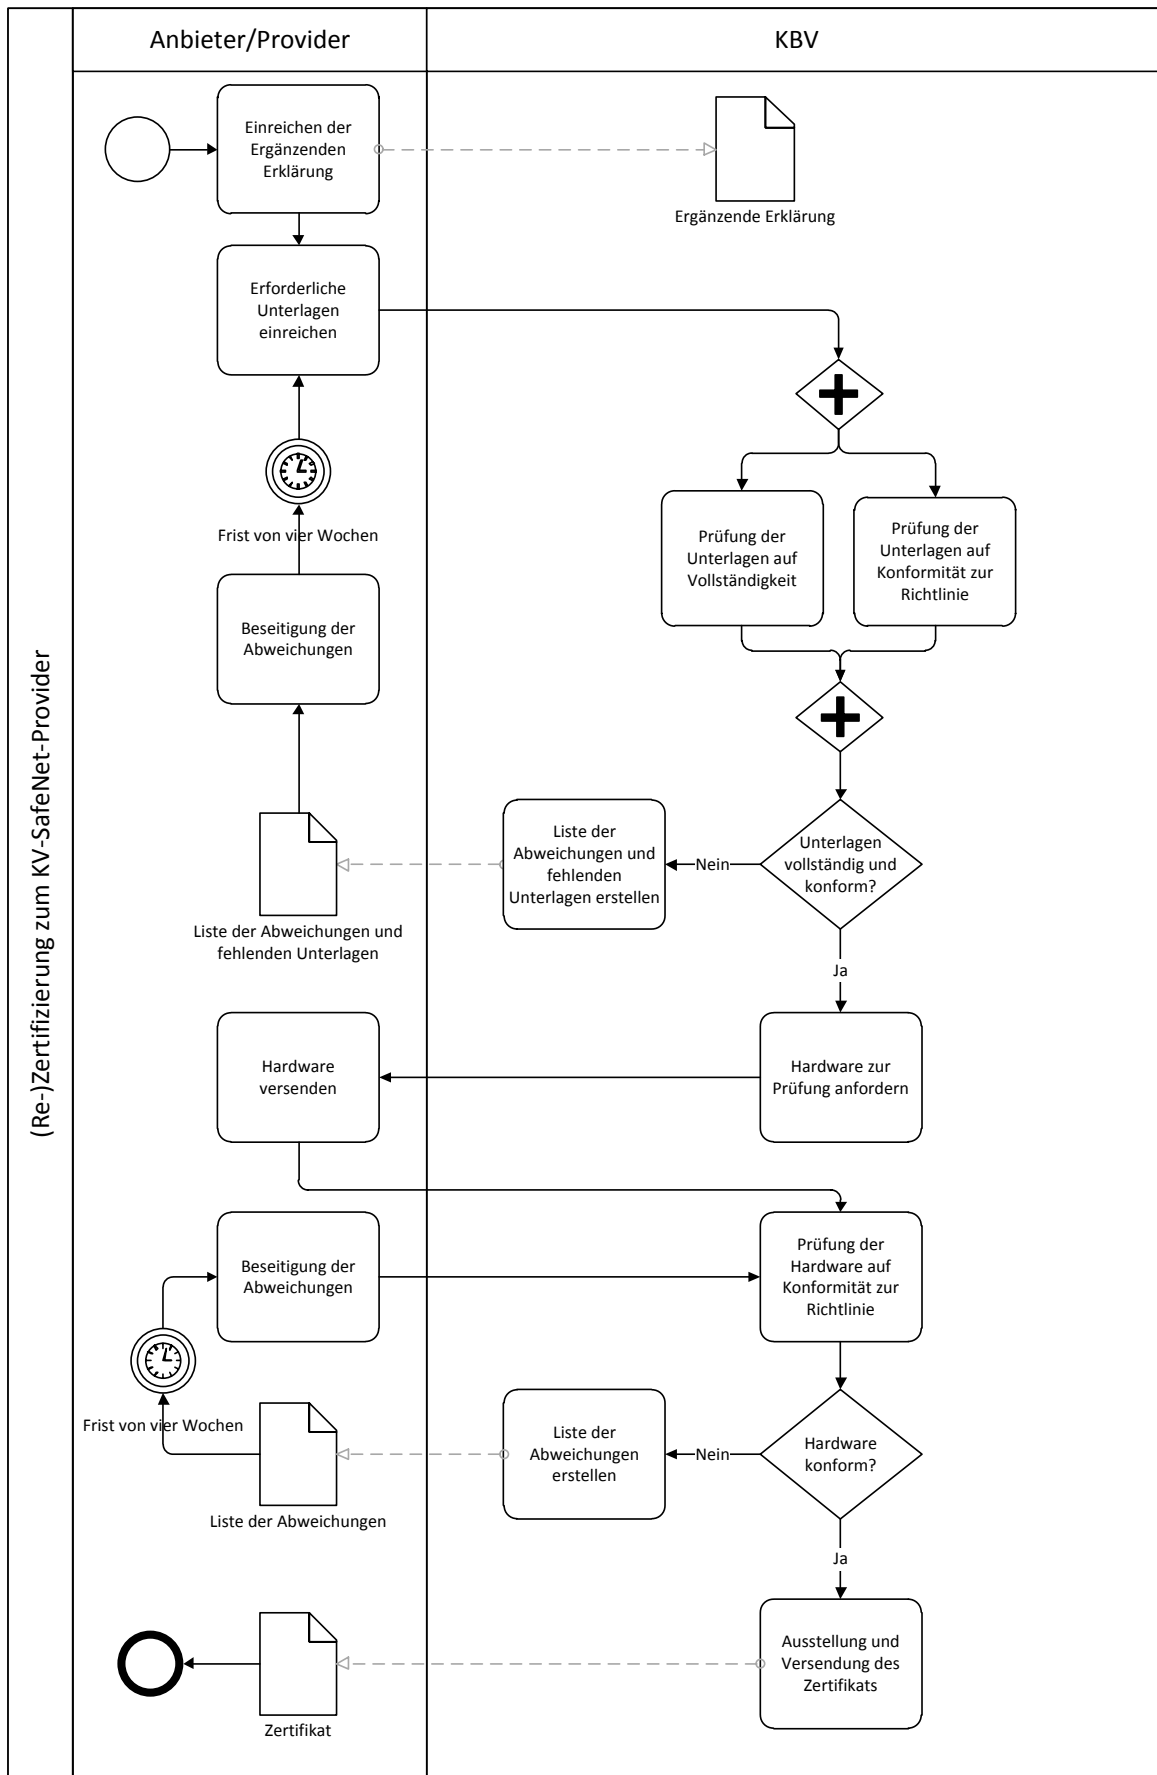 (Re-)Zertifizierung zum KV-SafeNet-Provider
Anbieter/Provider
KBV
Einreichen der
Ergänzenden
Erklärung
Ergänzende Erklärung
Erforderliche
Unterlagen
einreichen
Frist von vier Wochen
Prüfung der
Unterlagen auf
Vollständigkeit
Prüfung der
Unterlagen auf
Konformität zur
Richtlinie
Beseitigung der
Abweichungen
Liste der
Abweichungen und
fehlenden
Unterlagen erstellen
Nein
Unterlagen
vollständig und
konform?
Liste der Abweichungen und
fehlenden Unterlagen
Ja
Hardware
versenden
Hardware zur
Prüfung anfordern
Beseitigung der
Abweichungen
Prüfung der
Hardware auf
Konformität zur
Richtlinie
Frist von vier Wochen
Liste der
Abweichungen
erstellen
Nein
Hardware
konform?
Liste der Abweichungen
Ja
Ausstellung und
Versendung des
Zertifikats
Zertifikat